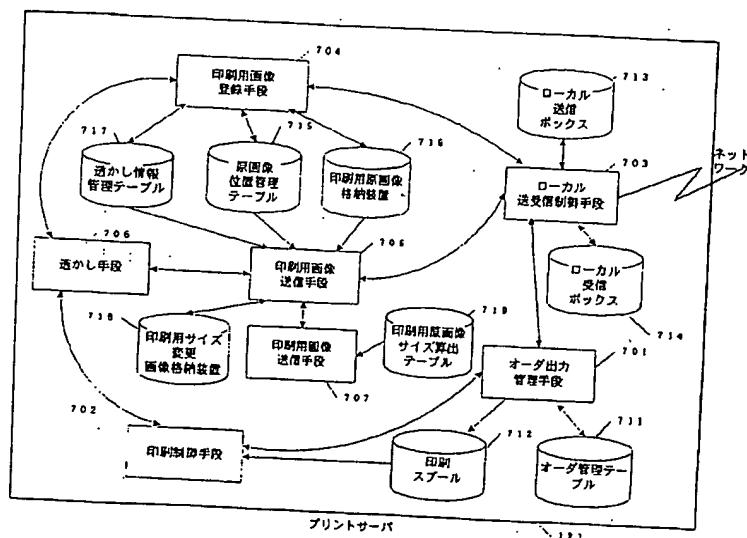 704
印刷用画像
登録手段
713
ローカル
送信
ボックス
717
715
716
透かし情報
管理テーブル
原画像
位置管理
テーブル
印刷用原画像
格納装置
703
ローカル
送受信制御手段
ネット
ワーク
706
透かし手段
705
印刷用画像
送信手段
ローカル
受信
ボックス
714
718
印刷用サイズ
変更
画像格納装置
印刷用画像
送信手段
707
719
印刷用原画像
サイズ算出
テーブル
オーダ出力
管理手段
701
702
印刷制御手段
712
印刷
スプール
711
オーダ管理テー
ブル
プリントサーバ
121